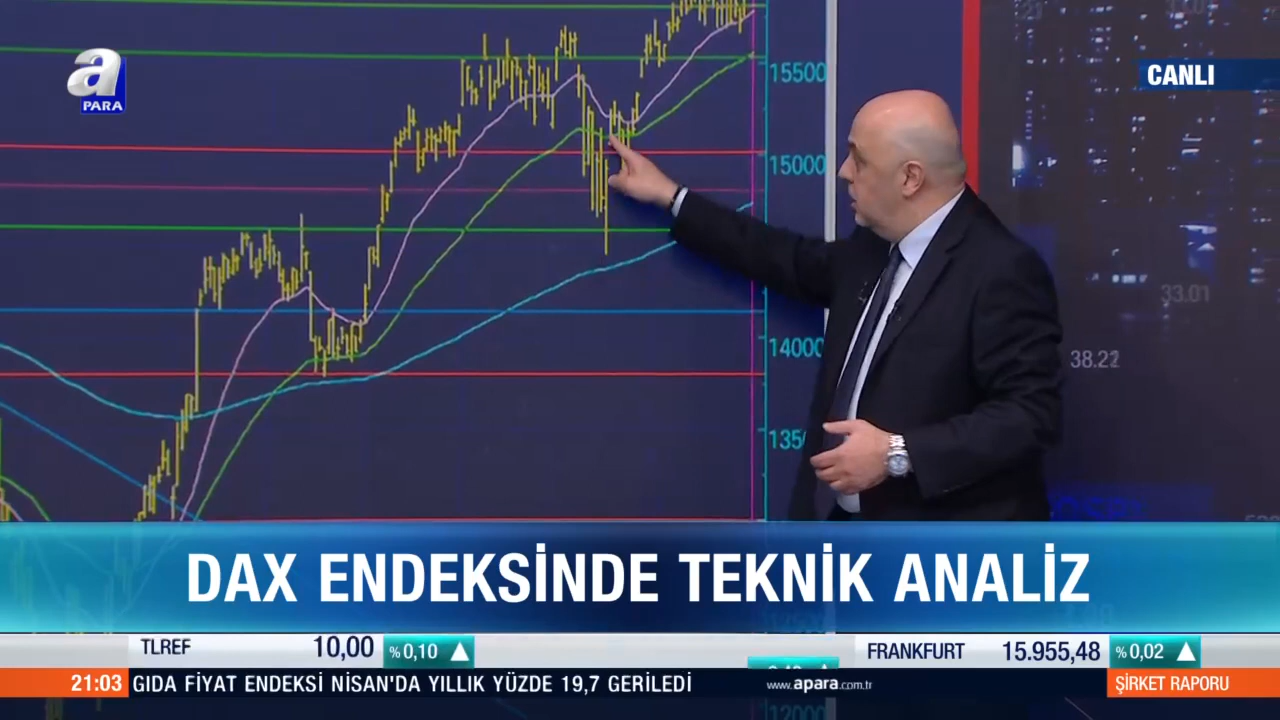 a
PARA
CANLI
15500
15000
14000
33.01
38.22
DAX ENDEKSİNDE TEKNİK ANALİZ
TLREF 10,00 %0,10
FRANKFURT 15.955,48 %0,02
21:03 GIDA FİYAT ENDEKSİ NİSAN'DA YILLIK YÜZDE 19,7 GERİLEDİ
www.apara.com.tr
ŞİRKET RAPORU